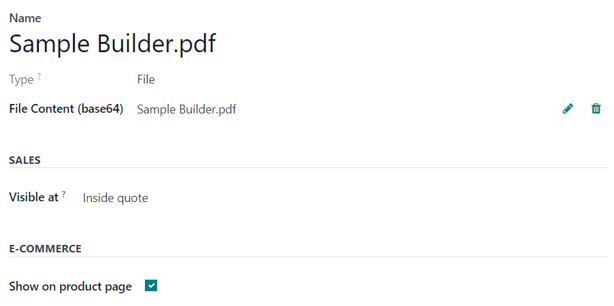 Name
Sample Builder.pdf
Type ? File
File Content (base64) Sample Builder.pdf
SALES
Visible at ? Inside quote
E-COMMERCE
Show on product page